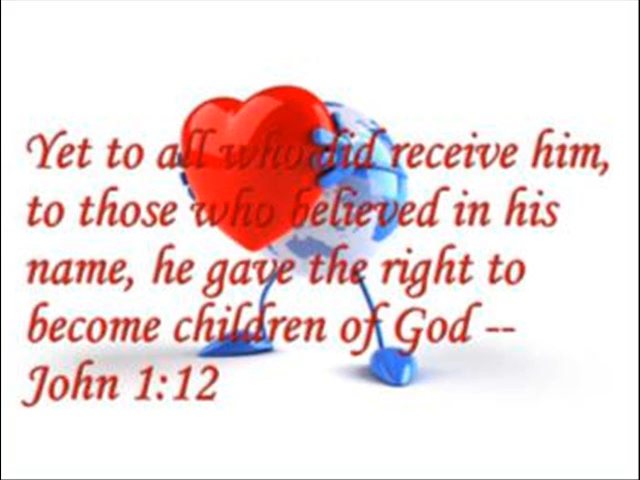 Yet to all who did receive him,
to those who believed in his
name, he gave the right to
become children of God --
John 1:12